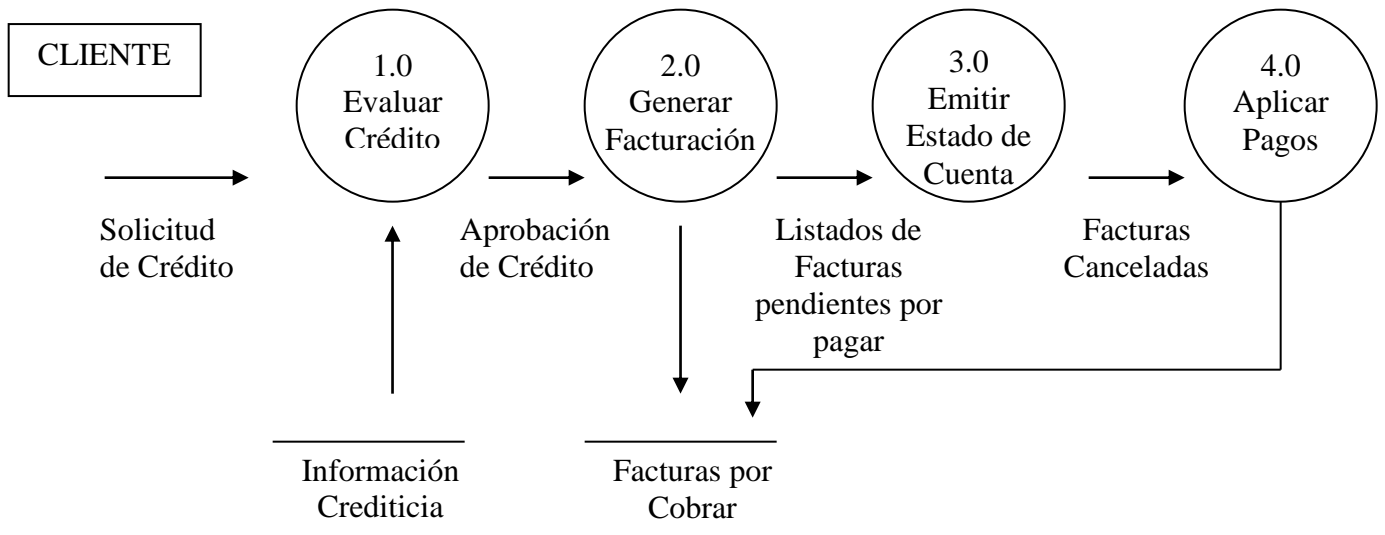 CLIENTE
1.0
Evaluar
Crédito
2.0
Generar
Facturación
3.0
Emitir
Estado de
Cuenta
4.0
Aplicar
Pagos
Solicitud
de Crédito
Aprobación
de Crédito
Listados de
Facturas
pendientes por
pagar
Facturas
Canceladas
Información
Crediticia
Facturas por
Cobrar